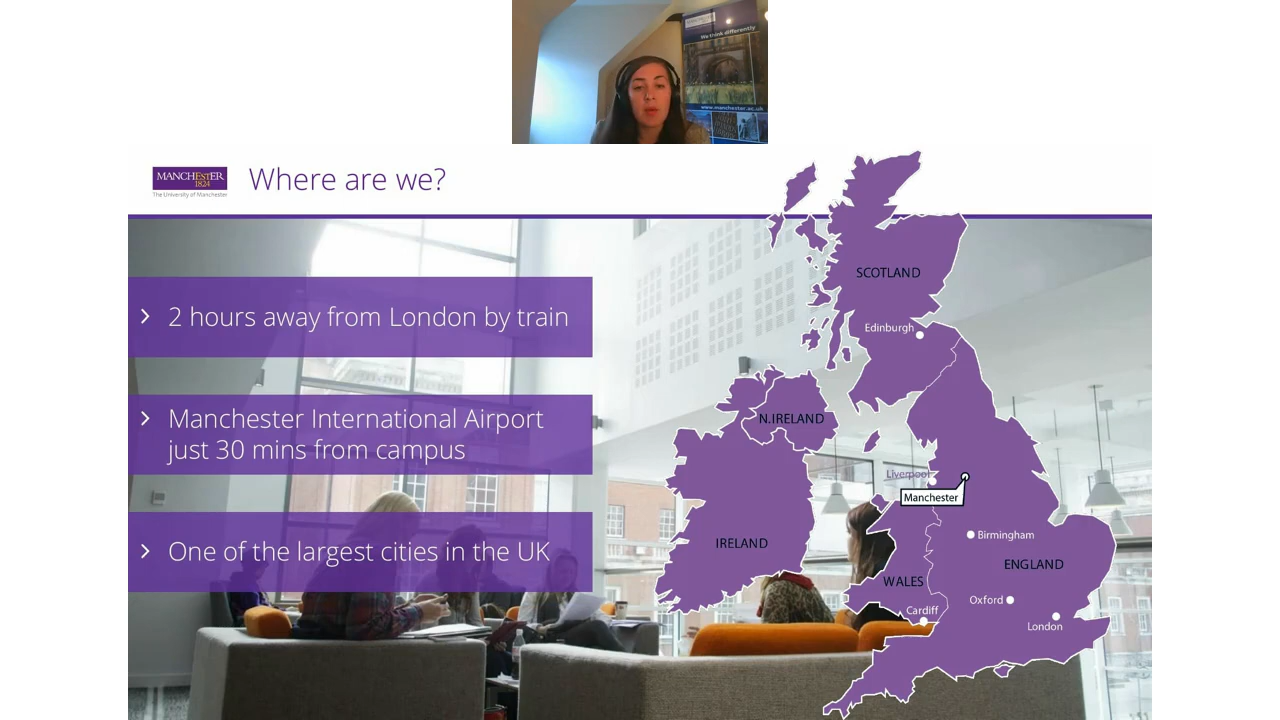 We think differently
www.manchester.ac.uk
MANCHESTER
1824
The University of Manchester
Where are we?
› 2 hours away from London by train
› Manchester International Airport
just 30 mins from campus
› One of the largest cities in the UK
SCOTLAND
Edinburgh
N.IRELAND
Liverpool
Manchester
IRELAND
Birmingham
ENGLAND
WALES
Oxford
Cardiff
London